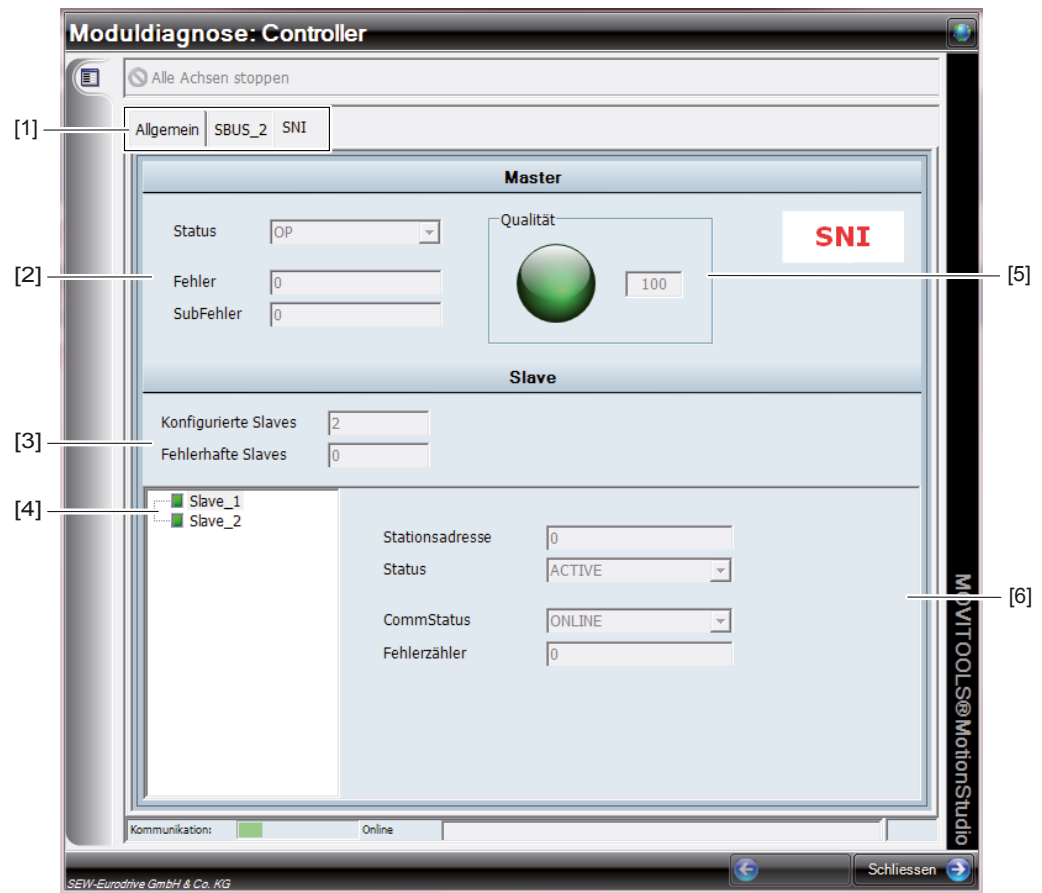 Moduldiagnose: Controller
Alle Achsen stoppen
[1]
Allgemein SBUS_2 SNI
Master
Status OP
Qualität
SNI
[2]
Fehler 0
100
[5]
SubFehler 0
Slave
Konfigurierte Slaves 2
[3]
Fehlerhafte Slaves 0
[4]
Slave_1
Slave_2
Stationsadresse 0
Status ACTIVE
[6]
CommStatus ONLINE
Fehlerzähler 0
MOVITOOLS®MotionStudio
Kommunikation: Online
Schliessen
SEW-Eurodrive GmbH & Co. KG